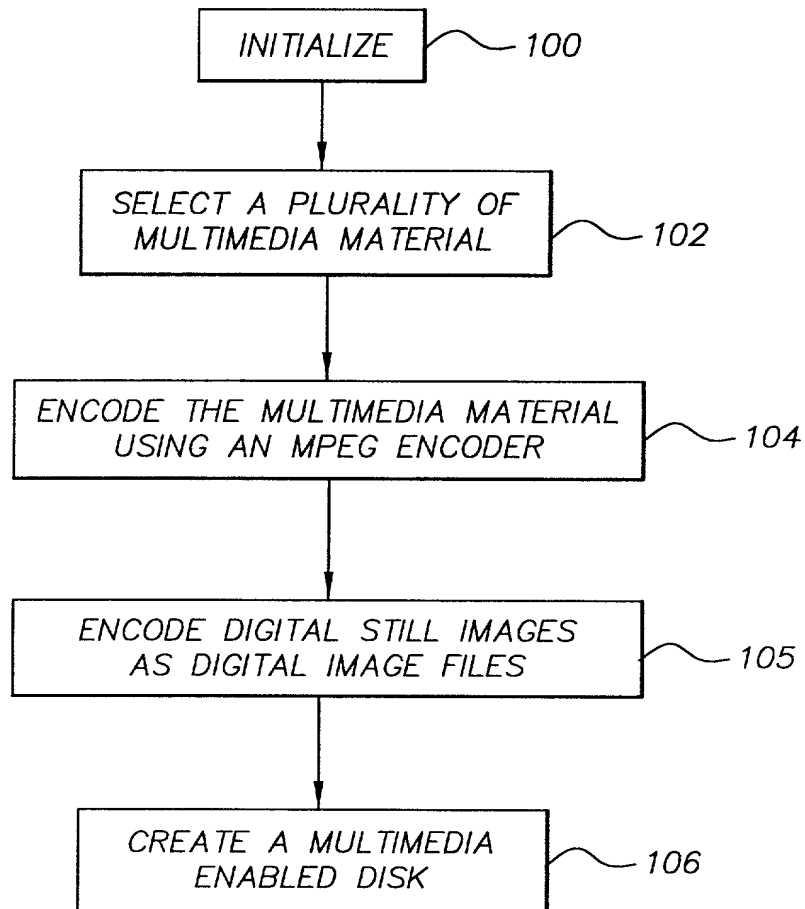 INITIALIZE
100
SELECT A PLURALITY OF
MULTIMEDIA MATERIAL
102
ENCODE THE MULTIMEDIA MATERIAL
USING AN MPEG ENCODER
104
ENCODE DIGITAL STILL IMAGES
AS DIGITAL IMAGE FILES
105
CREATE A MULTIMEDIA
ENABLED DISK
106